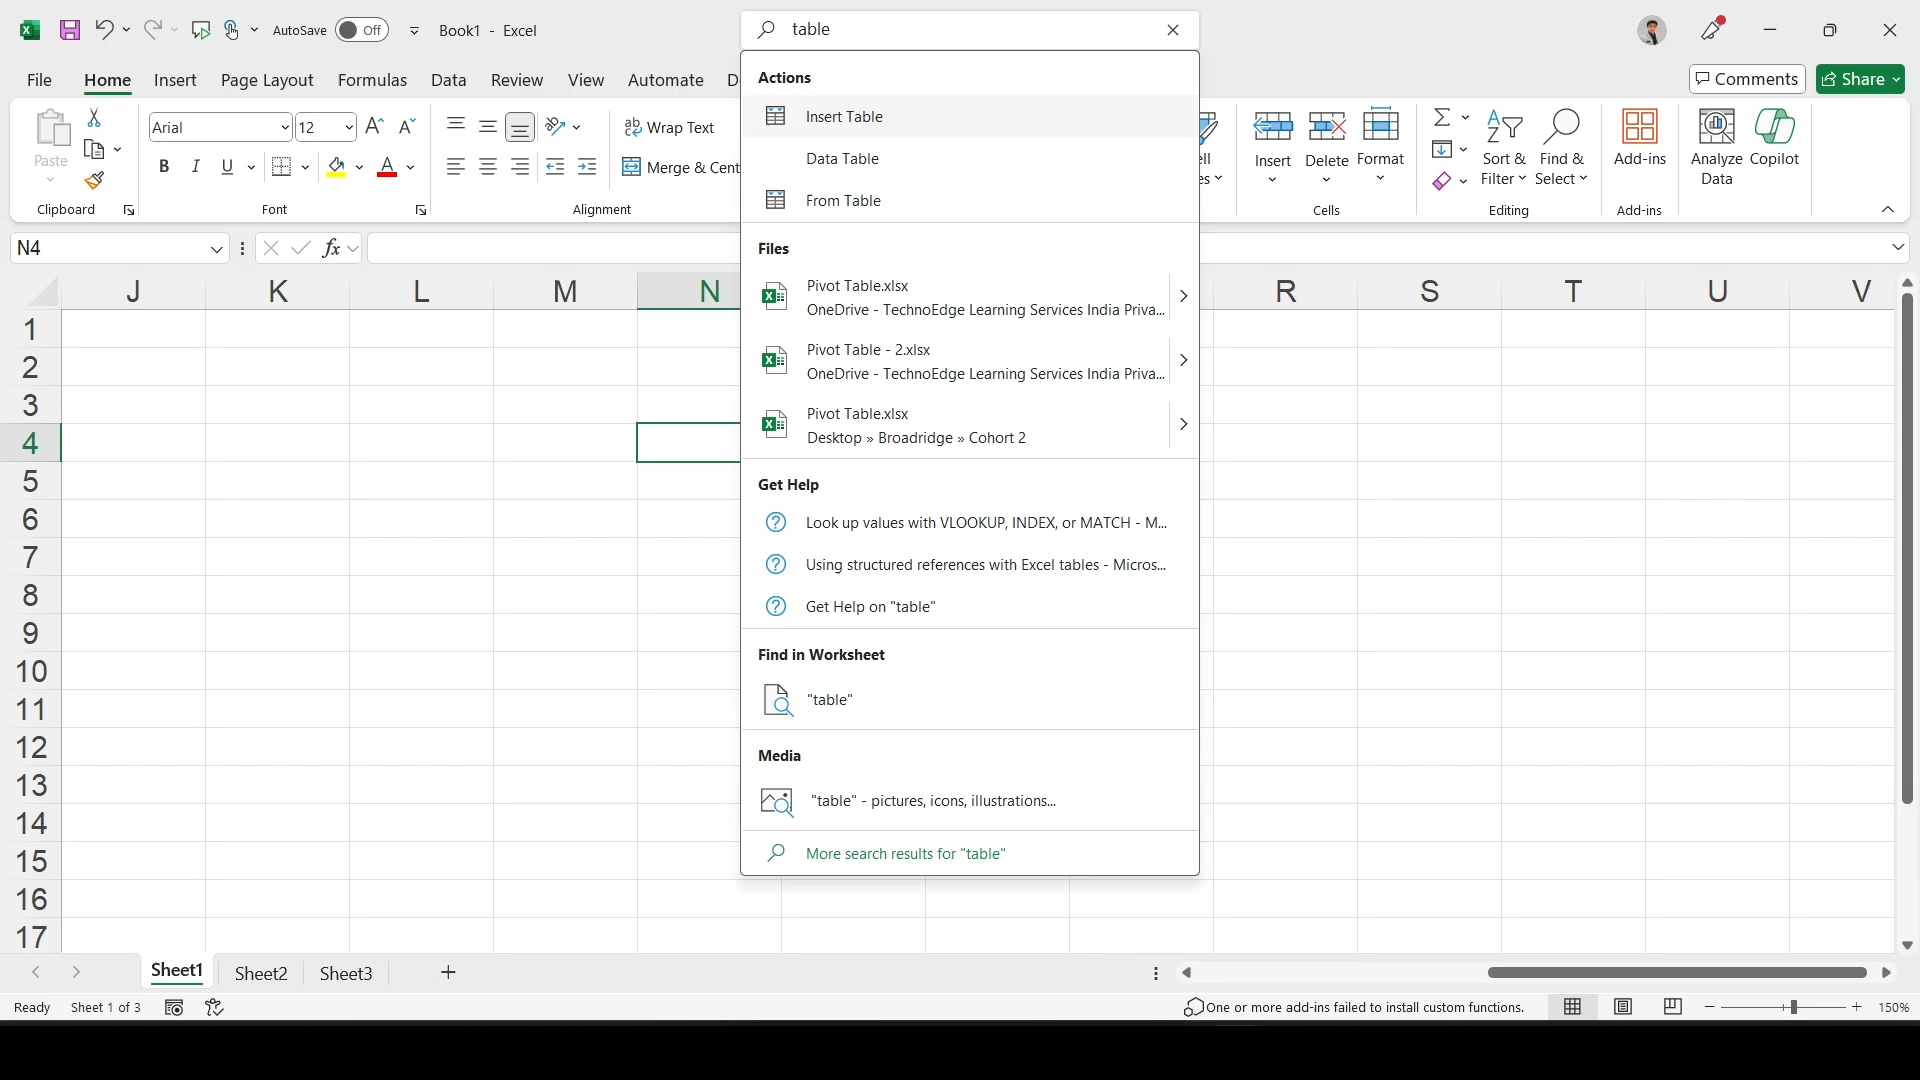 AutoSave Off Book1 - Excel table
File Home Insert Page Layout Formulas Data Review View Automate Comments Share
Paste
Clipboard
Arial 12
B I U A
Font
ab Wrap Text
Merge & Cent
Alignment
Insert Delete Format
Cells
Sort & Filter
Find & Select
Editing
Add-ins
Add-ins
Analyze Data
Copilot
N4 fx
J K L M N R S T U V
1
2
3
4
5
6
7
8
9
10
11
12
13
14
15
16
17
Actions
Insert Table
Data Table
From Table
Files
Pivot Table.xlsx
OneDrive - TechnoEdge Learning Services India Priva...
Pivot Table - 2.xlsx
OneDrive - TechnoEdge Learning Services India Priva...
Pivot Table.xlsx
Desktop » Broadridge » Cohort 2
Get Help
Look up values with VLOOKUP, INDEX, or MATCH - M...
Using structured references with Excel tables - Micros...
Get Help on "table"
Find in Worksheet
"table"
Media
"table" - pictures, icons, illustrations...
More search results for "table"
Sheet1 Sheet2 Sheet3
Ready Sheet 1 of 3 One or more add-ins failed to install custom functions. 150%